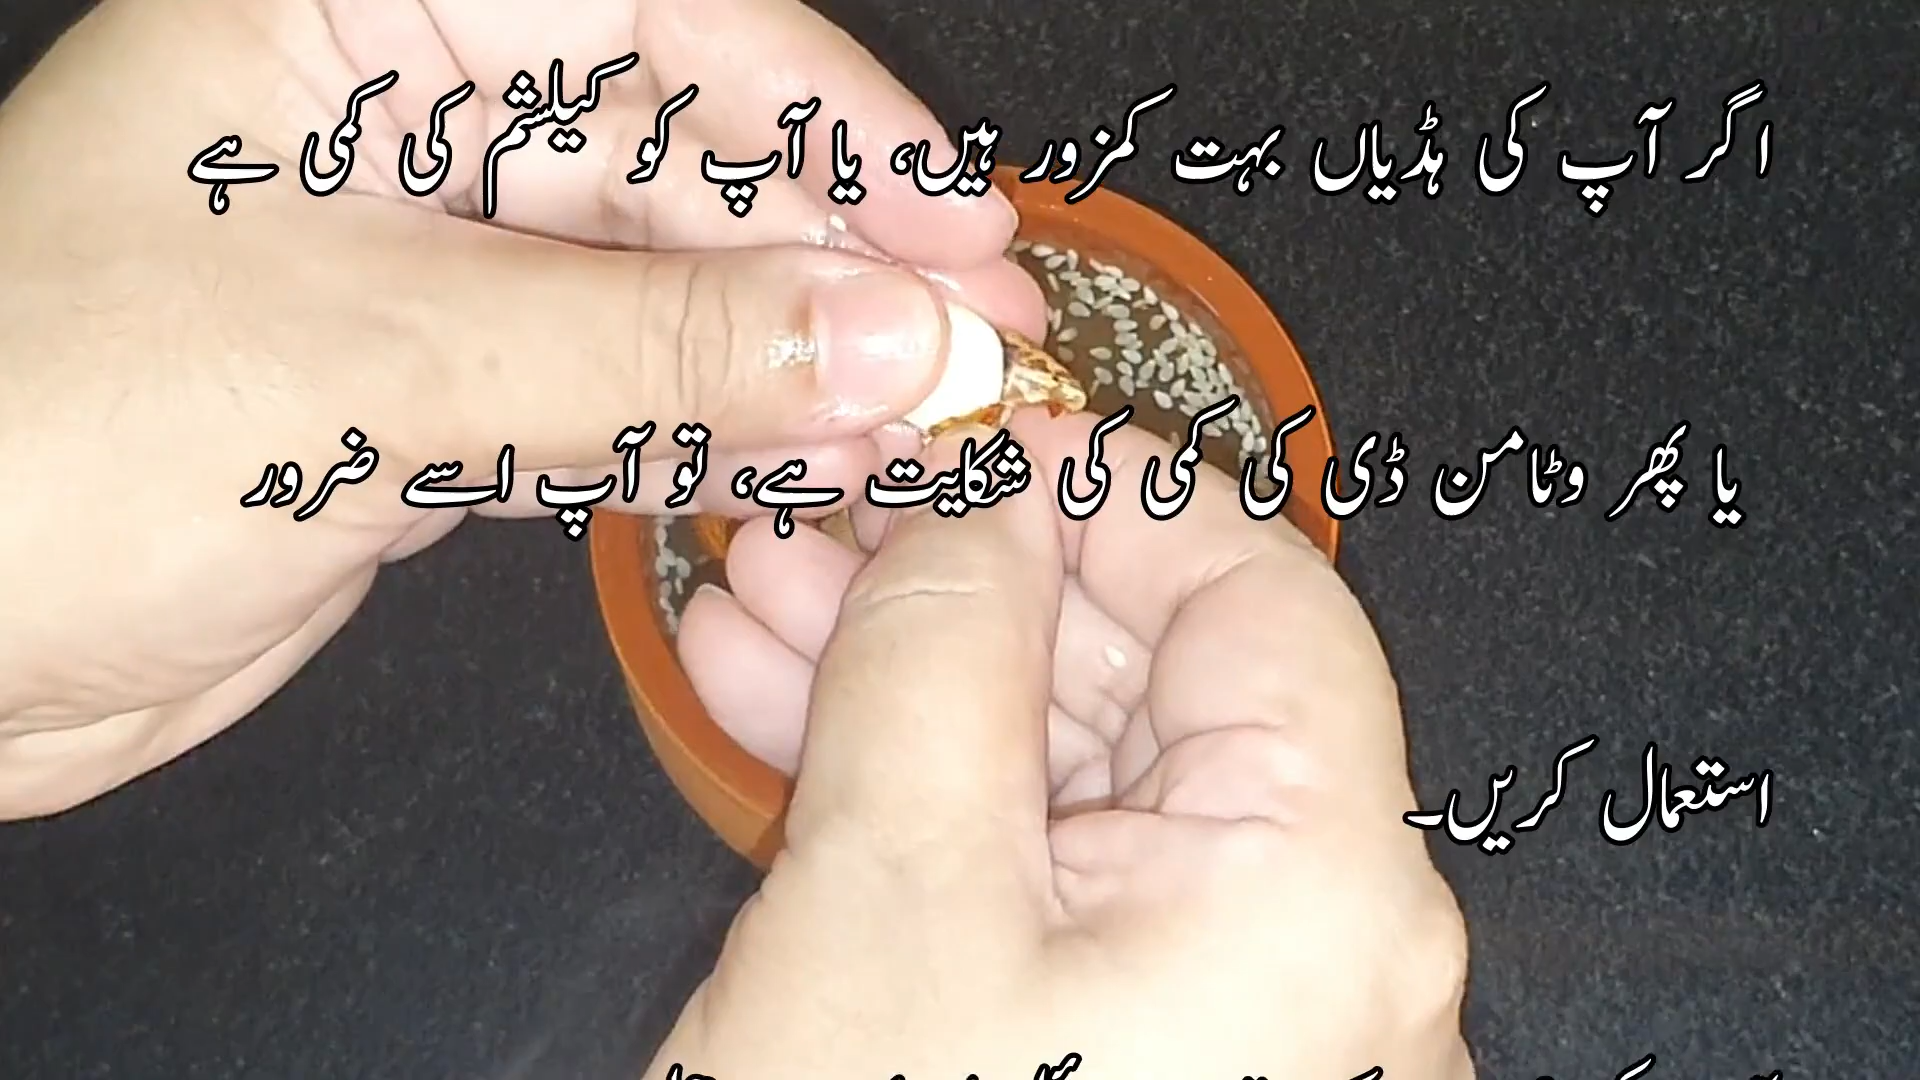 اگر آپ کی ہڈیاں بہت کمزور ہیں، یا آپ کو کیلشم کی کمی ہے
یا پھر وٹامن ڈی کی کمی کی شکایت ہے، تو آپ اسے ضرور
استعمال کریں۔